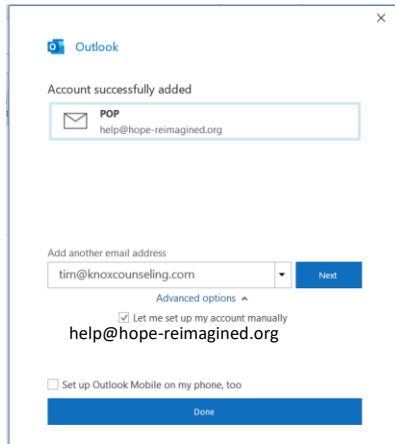 Outlook
Account successfully added
POP
help@hope-reimagined.org
Add another email address
tim@knoxcounseling.com
Next
Advanced options
Let me set up my account manually
help@hope-reimagined.org
Set up Outlook Mobile on my phone, too
Done